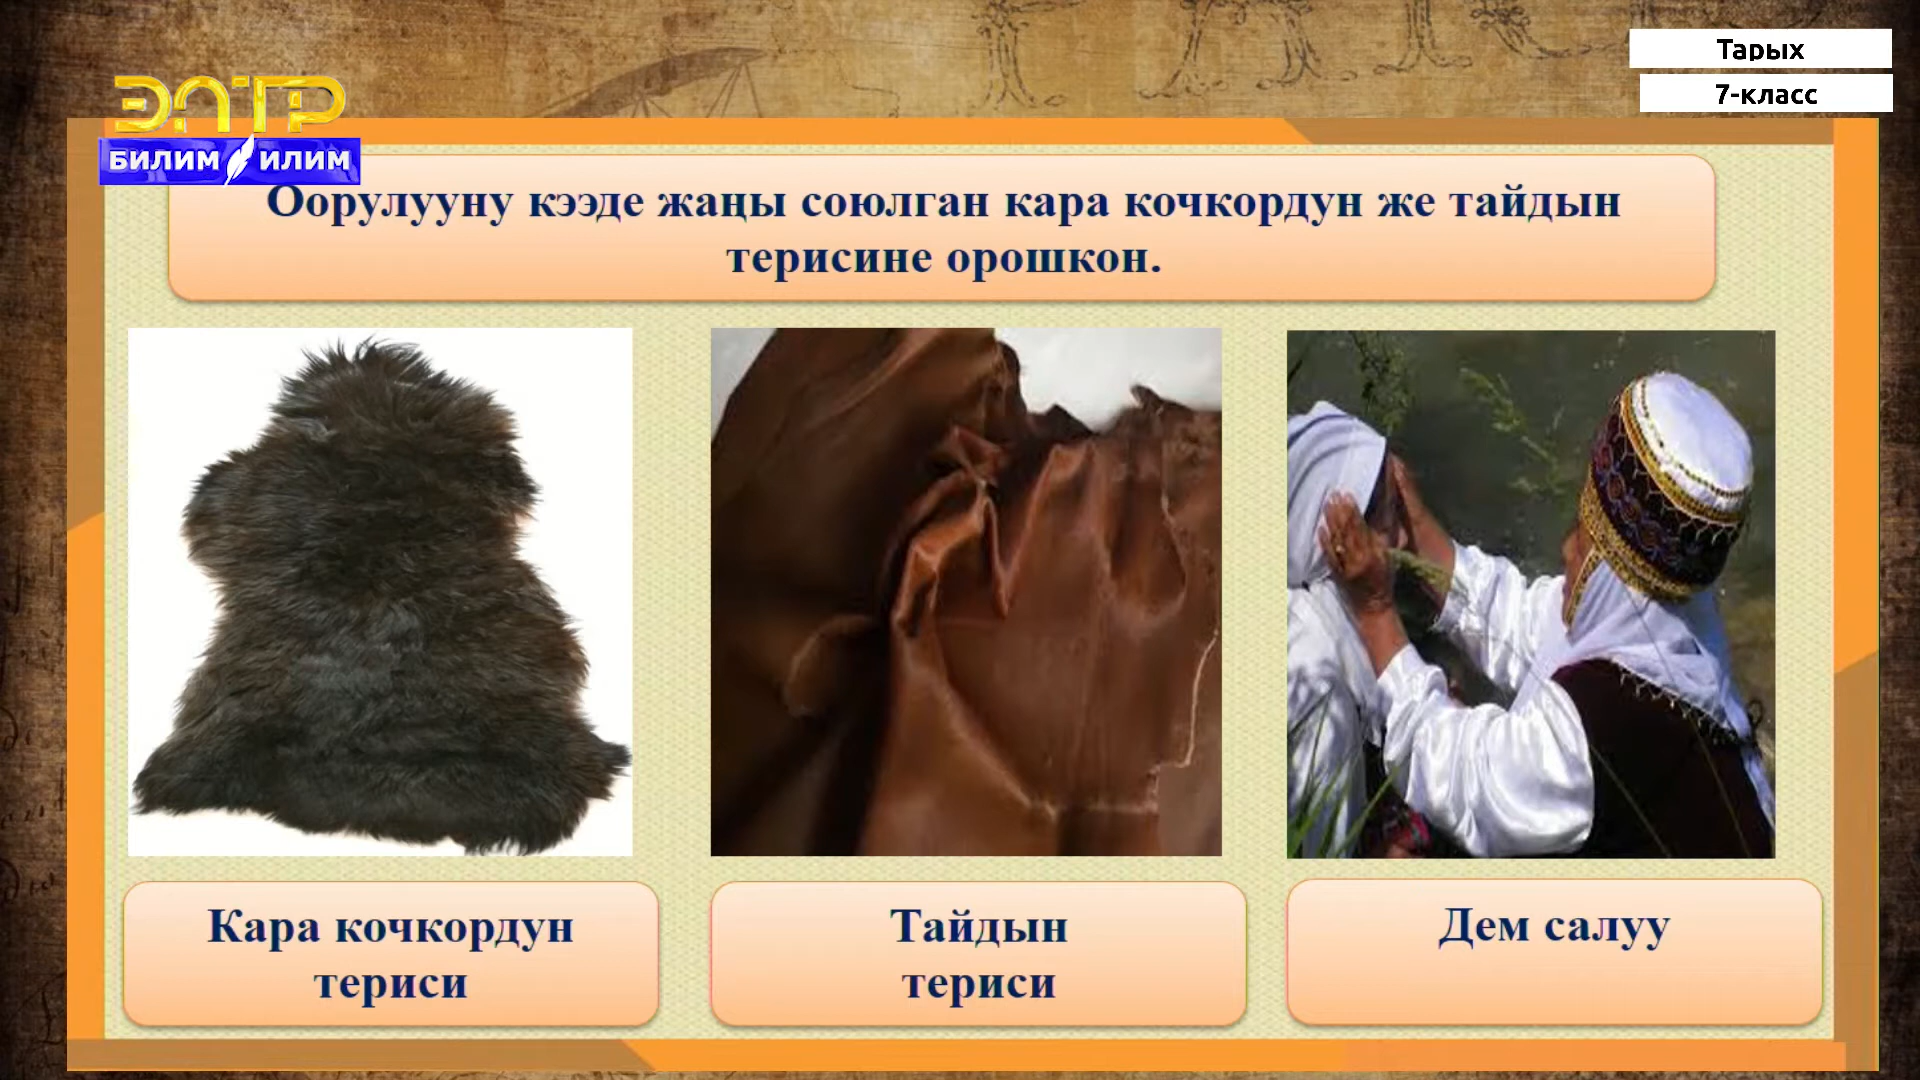 Тарых
7-класс
ЭЛТР
БИЛИМ ИЛИМ
Оорулууну кээде жаңы союлган кара кочкордун же тайдын
терисине орошкон.
Кара кочкордун
териси
Тайдын
териси
Дем салуу